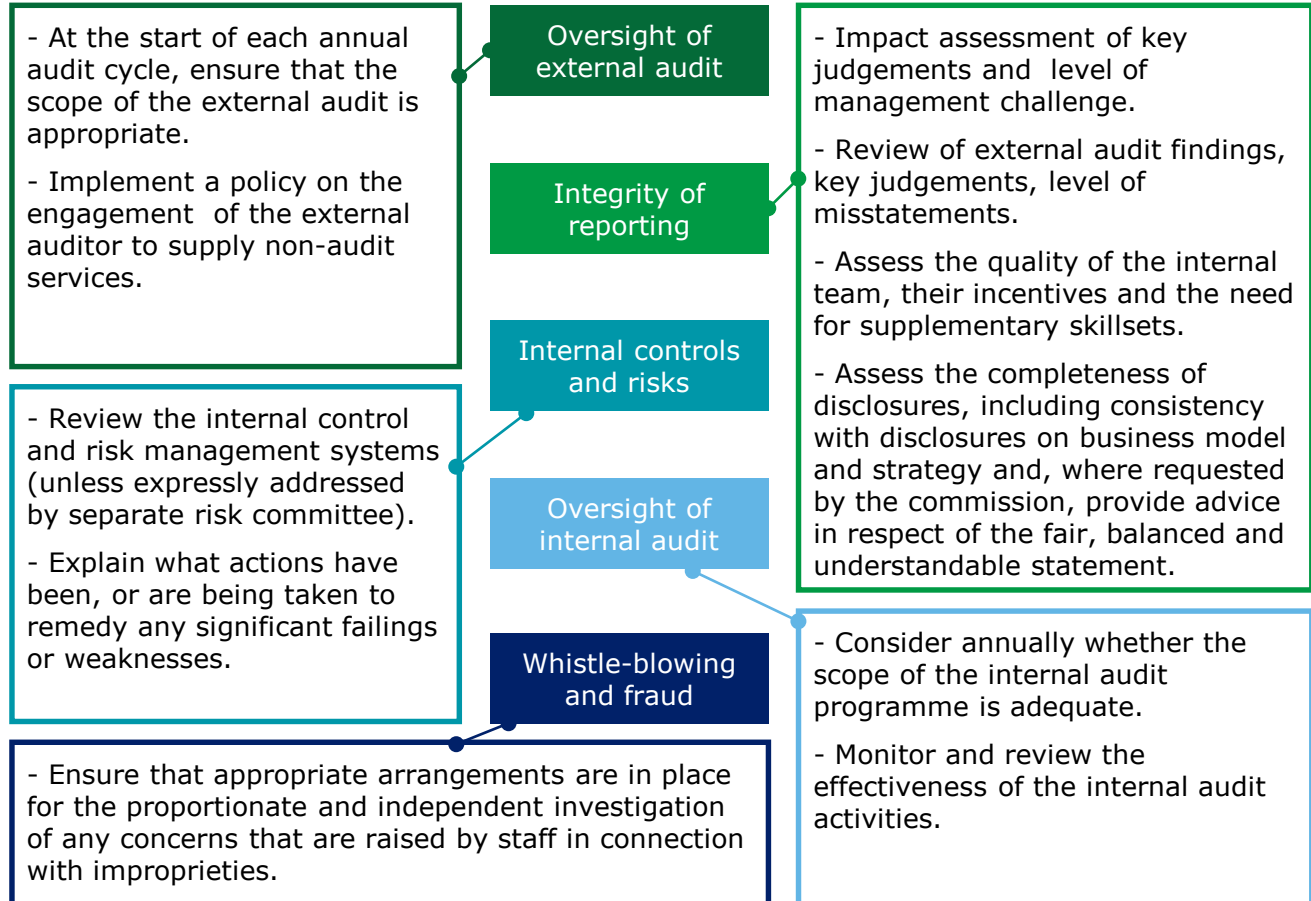 Oversight of
external audit
- At the start of each annual
audit cycle, ensure that the
scope of the external audit is
appropriate.
- Implement a policy on the
engagement of the external
auditor to supply non-audit
services.
Integrity of
reporting
- Impact assessment of key
judgements and level of
management challenge.
- Review of external audit findings,
key judgements, level of
misstatements.
- Assess the quality of the internal
team, their incentives and the need
for supplementary skillsets.
- Assess the completeness of
disclosures, including consistency
with disclosures on business model
and strategy and, where requested
by the commission, provide advice
in respect of the fair, balanced and
understandable statement.
Internal controls
and risks
- Review the internal control
and risk management systems
(unless expressly addressed
by separate risk committee).
- Explain what actions have
been, or are being taken to
remedy any significant failings
or weaknesses.
Oversight of
internal audit
- Consider annually whether the
scope of the internal audit
programme is adequate.
- Monitor and review the
effectiveness of the internal audit
activities.
Whistle-blowing
and fraud
- Ensure that appropriate arrangements are in place
for the proportionate and independent investigation
of any concerns that are raised by staff in connection
with improprieties.